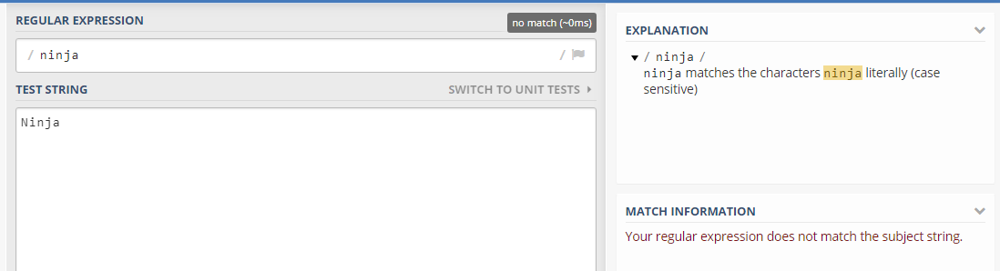 REGULAR EXPRESSION
no match (~0ms)
/ ninja /
TEST STRING
SWITCH TO UNIT TESTS
Ninja
EXPLANATION
/ ninja /
ninja matches the characters ninja literally (case
sensitive)
MATCH INFORMATION
Your regular expression does not match the subject string.